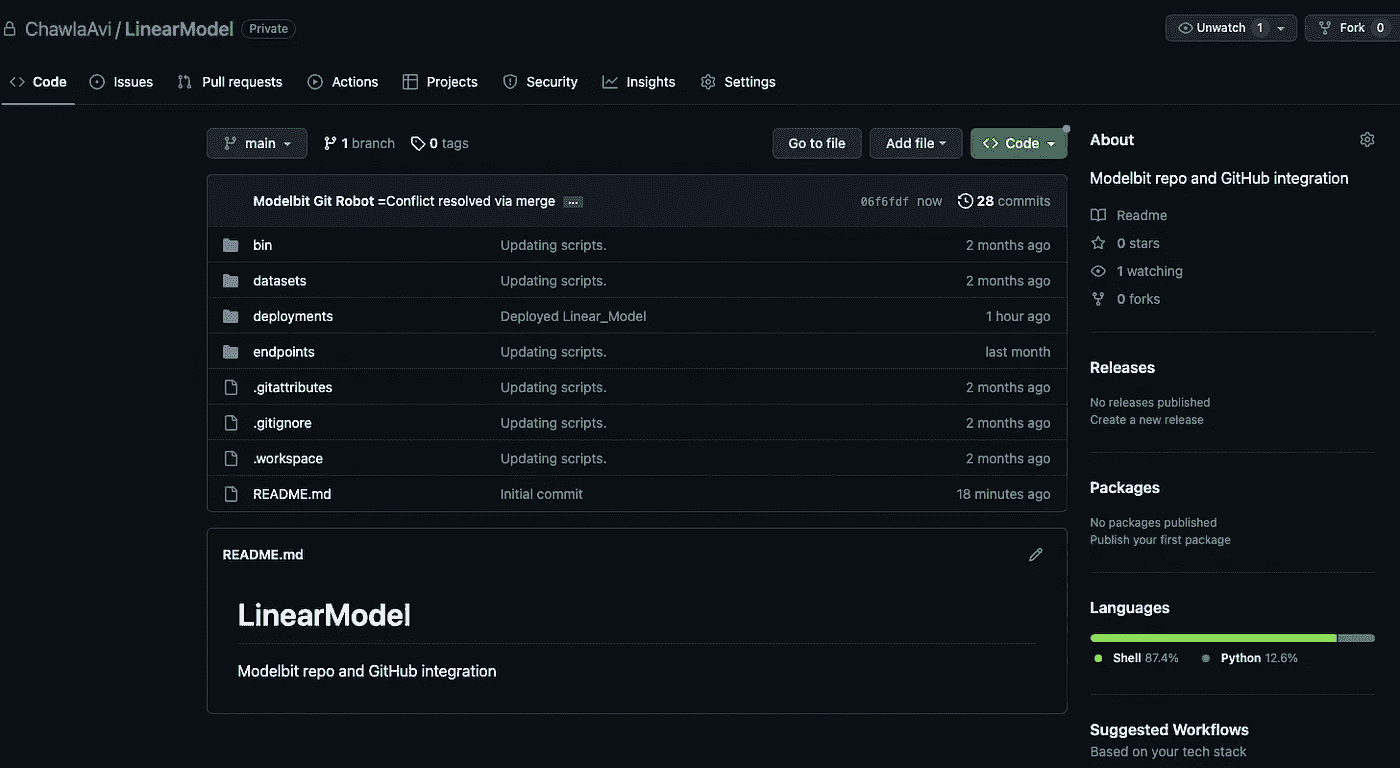 ChawlaAvi / LinearModel Private
Unwatch 1 Fork 0
Code Issues Pull requests Actions Projects Security Insights Settings
main 1 branch 0 tags Go to file Add file Code
Modelbit Git Robot =Conflict resolved via merge ... 06f6fdf now 28 commits
bin Updating scripts. 2 months ago
datasets Updating scripts. 2 months ago
deployments Deployed Linear_Model 1 hour ago
endpoints Updating scripts. last month
.gitattributes Updating scripts. 2 months ago
.gitignore Updating scripts. 2 months ago
.workspace Updating scripts. 2 months ago
README.md Initial commit 18 minutes ago
README.md
LinearModel
Modelbit repo and GitHub integration
About
Modelbit repo and GitHub integration
Readme
0 stars
1 watching
0 forks
Releases
No releases published
Create a new release
Packages
No packages published
Publish your first package
Languages
Shell 87.4% Python 12.6%
Suggested Workflows
Based on your tech stack